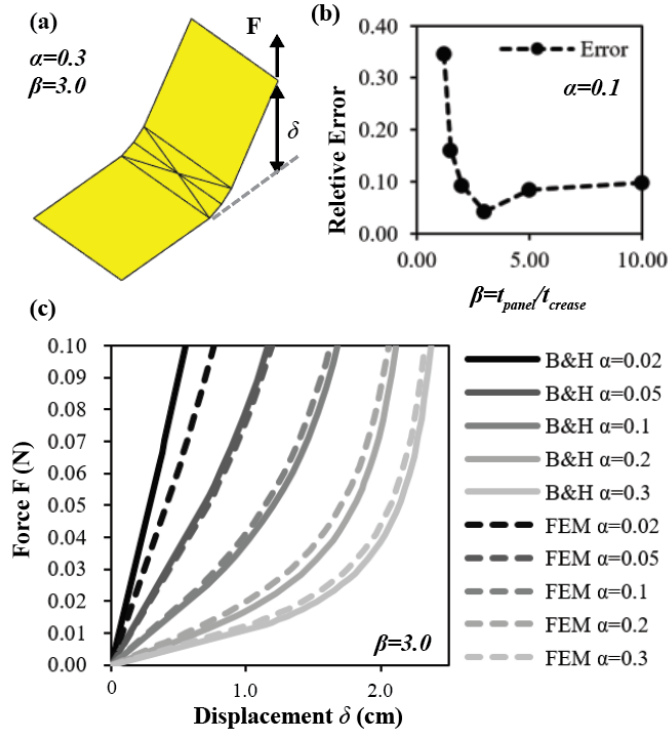 (a)
α=0.3
β=3.0
F
δ
(b)
Reletive Error
0.40
0.30
0.20
0.10
0.00
Error
α=0.1
0.00 5.00 10.00
β=t_panel/t_crease
(c)
Force F (N)
0.10
0.09
0.08
0.07
0.06
0.05
0.04
0.03
0.02
0.01
0.00
β=3.0
0 1.0 2.0
Displacement δ (cm)
B&H α=0.02
B&H α=0.05
B&H α=0.1
B&H α=0.2
B&H α=0.3
FEM α=0.02
FEM α=0.05
FEM α=0.1
FEM α=0.2
FEM α=0.3